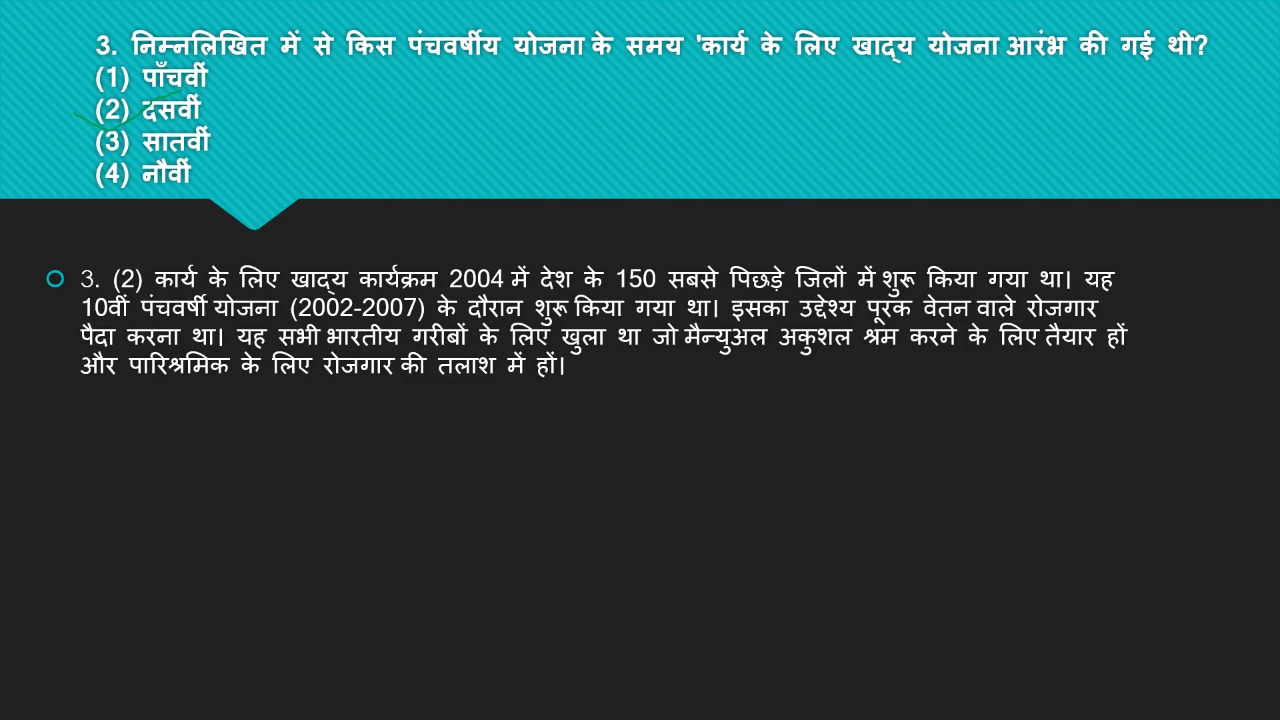 3. निम्नलिखित में से किस पंचवर्षीय योजना के समय 'कार्य के लिए खाद्य योजना आरंभ की गई थी?
(1) पाँचवीं
(2) दसवीं
(3) सातवीं
(4) नौवीं
3. (2) कार्य के लिए खाद्य कार्यक्रम 2004 में देश के 150 सबसे पिछड़े जिलों में शुरू किया गया था। यह
10वीं पंचवर्षी योजना (2002-2007) के दौरान शुरू किया गया था। इसका उद्देश्य पूरक वेतन वाले रोजगार
पैदा करना था। यह सभी भारतीय गरीबों के लिए खुला था जो मैन्युअल अकुशल श्रम करने के लिए तैयार हों
और पारिश्रमिक के लिए रोजगार की तलाश में हों।